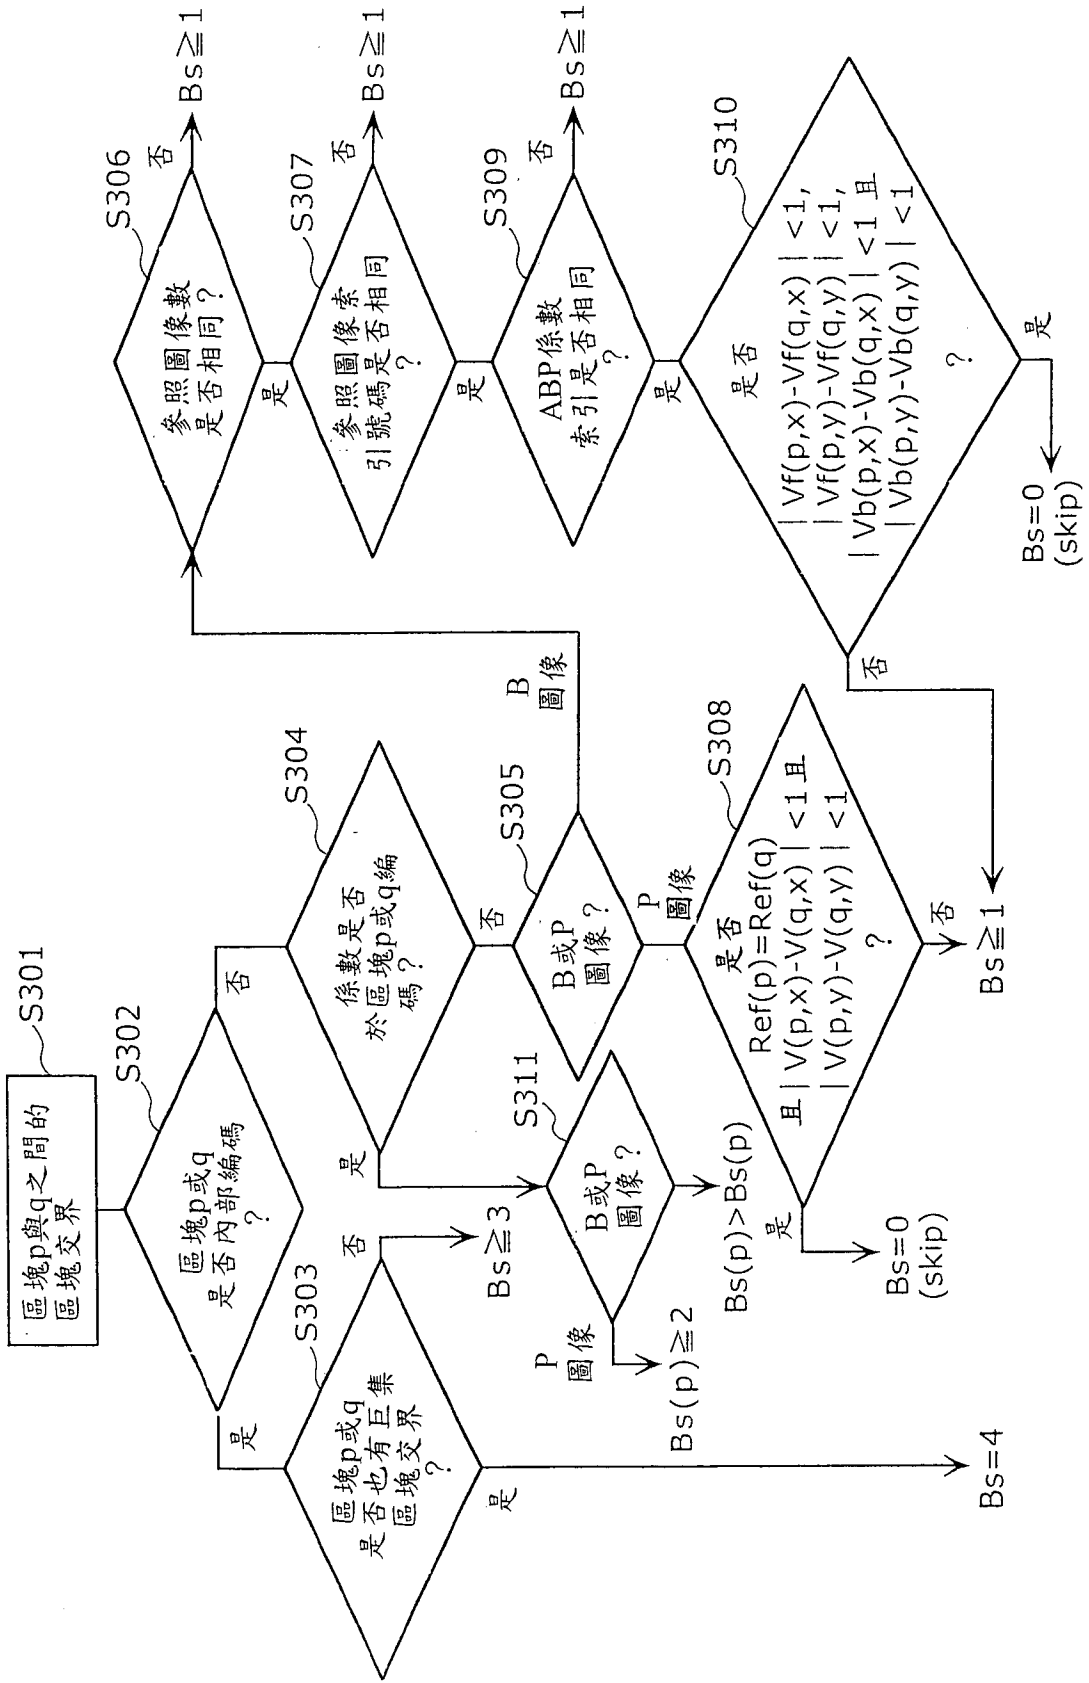 區塊p與q之間的
區塊交界
S301
區塊p或q
是否內部編碼
?
S302
是
否
區塊p或q
是否也有巨集
區塊交界
?
S303
是
否
Bs=4
Bs≧3
係數是否
於區塊p或q編
碼?
S304
是
否
B或P
圖像?
S311
P
圖像
Bs(p)≧2
Bs(p)>Bs(p)
B或P
圖像?
S305
B
圖像
P
圖像
是否
Ref(p)=Ref(q)
且|V(p,x)-V(q,x)|<1且
|V(p,y)-V(q,y)|<1
?
S308
是
否
Bs=0
(skip)
Bs≧1
參照圖像數
是否相同?
S306
否
Bs≧1
是
參照圖像索
引號碼是否相同
?
S307
否
Bs≧1
是
ABP係數
索引是否相同
?
S309
否
Bs≧1
是
是否
|Vf(p,x)-Vf(q,x)|<1,
|Vf(p,y)-Vf(q,y)|<1,
|Vb(p,x)-Vb(q,x)|<1且
|Vb(p,y)-Vb(q,y)|<1
?
S310
否
是
Bs=0
(skip)